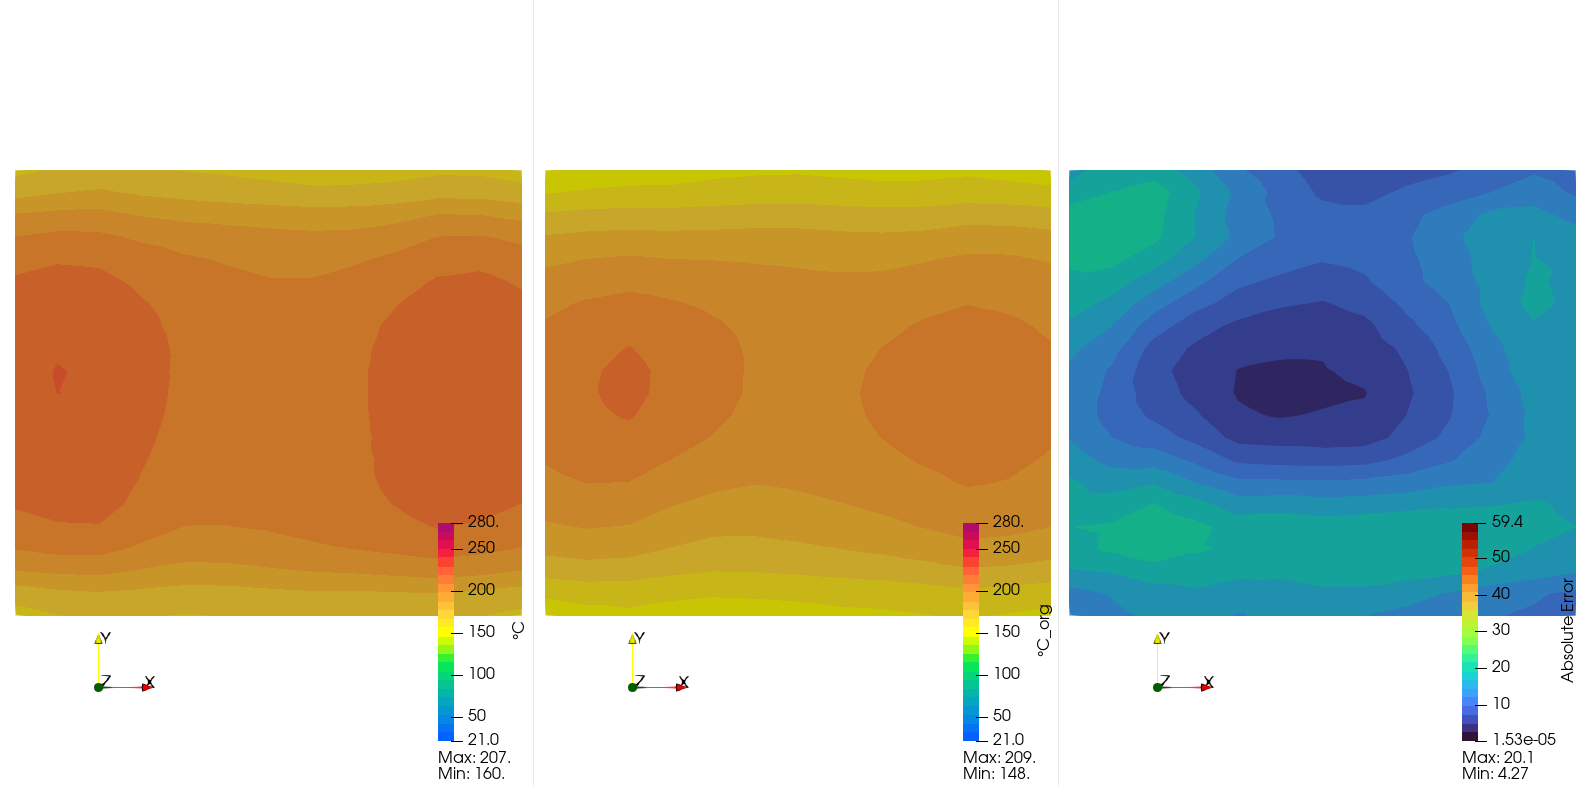 280.
250
200
150
100
50
21.0
°C
Max: 207.
Min: 160.
Y
Z
X
280.
250
200
150
100
50
21.0
°C_org
Max: 209.
Min: 148.
Y
Z
X
59.4
50
40
30
20
10
1.53e-05
Absolute Error
Max: 20.1
Min: 4.27
Y
Z
X